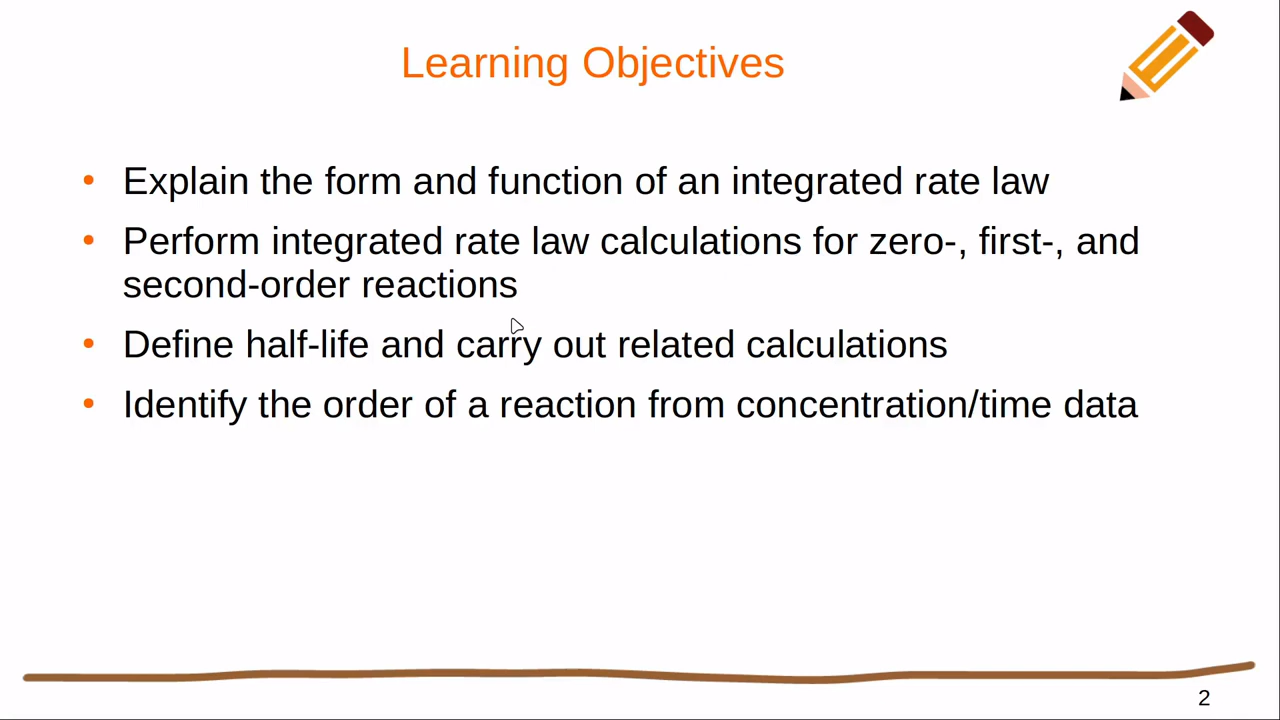 Learning Objectives
• Explain the form and function of an integrated rate law
• Perform integrated rate law calculations for zero-, first-, and
second-order reactions
• Define half-life and carry out related calculations
• Identify the order of a reaction from concentration/time data
2